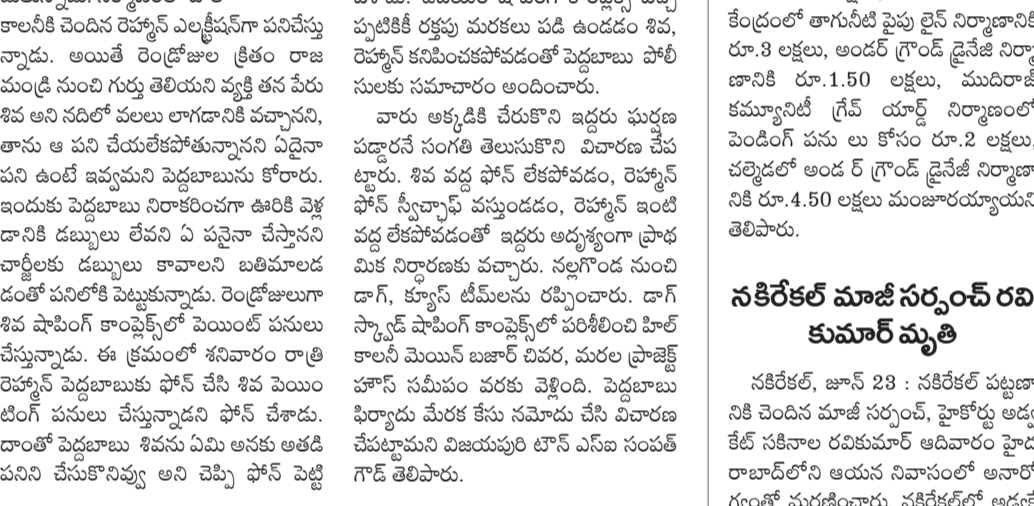 కాలనీకి చెందిన రెహ్మాన్ ఎలక్ట్రీషన్‌గా పనిచేస్తు
న్నాడు. అయితే రెండ్రోజుల క్రితం రాజ
మండ్రి నుంచి గుర్తు తెలియని వ్యక్తి తన పేరు
శివ అని నదిలో వలలు లాగడానికి వచ్చానని,
తాను ఆ పని చేయలేకపోతున్నానని ఏదైనా
పని ఉంటే ఇవ్వమని పెద్దబాబును కోరారు.
ఇందుకు పెద్దబాబు నిరాకరించగా ఊరికి వెళ్ల
డానికి డబ్బులు లేవని ఏ పనైనా చేస్తానని
చార్జీలకు డబ్బులు కావాలని బతిమాలడ
డంతో పనిలోకి పెట్టుకున్నాడు. రెండ్రోజులుగా
శివ షాపింగ్ కాంప్లెక్స్‌లో పెయింట్ పనులు
చేస్తున్నాడు. ఈ క్రమంలో శనివారం రాత్రి
రెహ్మాన్ పెద్దబాబుకు ఫోన్ చేసి శివ పెయిం
టింగ్ పనులు చేస్తున్నాడని ఫోన్ చేశాడు.
దాంతో పెద్దబాబు శివను ఏమి అనకు అతడి
పనిని చేసుకొనివ్వు అని చెప్పి ఫోన్ పెట్టి
ప్పటికికీ రక్తపు మరకలు పడి ఉండడం శివ,
రెహ్మాన్ కనిపించకపోవడంతో పెద్దబాబు పోలీ
సులకు సమాచారం అందించారు.
వారు అక్కడికి చేరుకొని ఇద్దరు ఘర్షణ
పడ్డారనే సంగతి తెలుసుకొని విచారణ చేప
ట్టారు. శివ వద్ద ఫోన్ లేకపోవడం, రెహ్మాన్
ఫోన్ స్విచ్ఛాఫ్ వస్తుండడం, రెహ్మాన్ ఇంటి
వద్ద లేకపోవడంతో ఇద్దరు అదృశ్యంగా ప్రాథ
మిక నిర్ధారణకు వచ్చారు. నల్లగొండ నుంచి
డాగ్, క్యూస్ టీమ్‌లను రప్పించారు. డాగ్
స్క్వాడ్ షాపింగ్ కాంప్లెక్స్‌లో పరిశీలించి హిల్
కాలనీ మెయిన్ బజార్ చివర, మరల ప్రాజెక్ట్
హౌస్ సమీపం వరకు వెళ్లింది. పెద్దబాబు
ఫిర్యాదు మేరక కేసు నమోదు చేసి విచారణ
చేపట్టామని విజయపురి టౌన్ ఎస్ఐ సంపత్
గౌడ్ తెలిపారు.
కేంద్రంలో తాగునీటి పైపు లైన్ నిర్మాణానికి
రూ.3 లక్షలు, అండర్ గ్రౌండ్ డ్రైనేజి నిర్మా
ణానికి రూ.1.50 లక్షలు, ముదిరాజ్
కమ్యూనిటీ గ్రేవ్ యార్డ్ నిర్మాణంలో
పెండింగ్ పను లు కోసం రూ.2 లక్షలు,
చల్మెడలో అండ ర్ గ్రౌండ్ డ్రైనేజీ నిర్మాణా
నికి రూ.4.50 లక్షలు మంజూరయ్యాయని
తెలిపారు.
నకిరేకల్ మాజీ సర్పంచ్ రవి
కుమార్ మృతి
నకిరేకల్, జూన్ 23 : నకిరేకల్ పట్టణా
నికి చెందిన మాజీ సర్పంచ్, హైకోర్టు అడ్వ
కేట్ సకినాల రవికుమార్ ఆదివారం హైద
రాబాద్‌లోని ఆయన నివాసంలో అనారో
గ్యంతో మరణించారు. నకిరేకల్‌లో అడ్వకే